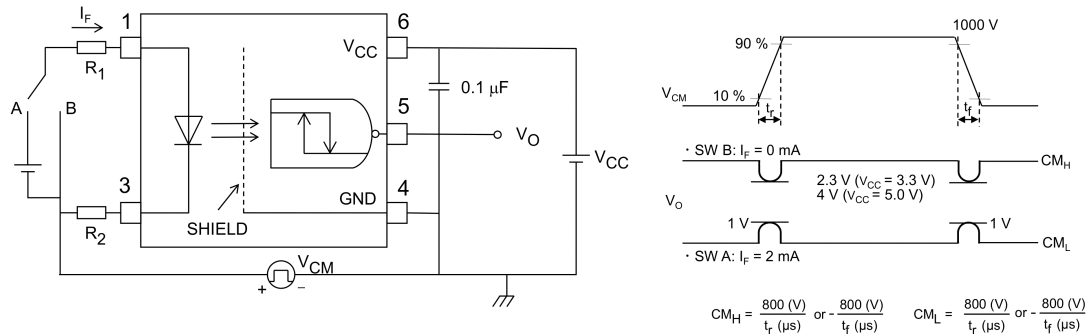 I_F
1
R₁
A
B
3
R₂
SHIELD
V_CC
6
5
GND
4
0.1 μF
V_O
V_CC
V_CM
+
–
1000 V
90 %
10 %
V_CM
t_r
t_f
・SW B: I_F = 0 mA
CM_H
2.3 V (V_CC = 3.3 V)
4 V (V_CC = 5.0 V)
V_O
1 V
1 V
CM_L
・SW A: I_F = 2 mA
CM_H = 800 (V) / t_r (μs) or - 800 (V) / t_f (μs)
CM_L = 800 (V) / t_r (μs) or - 800 (V) / t_f (μs)